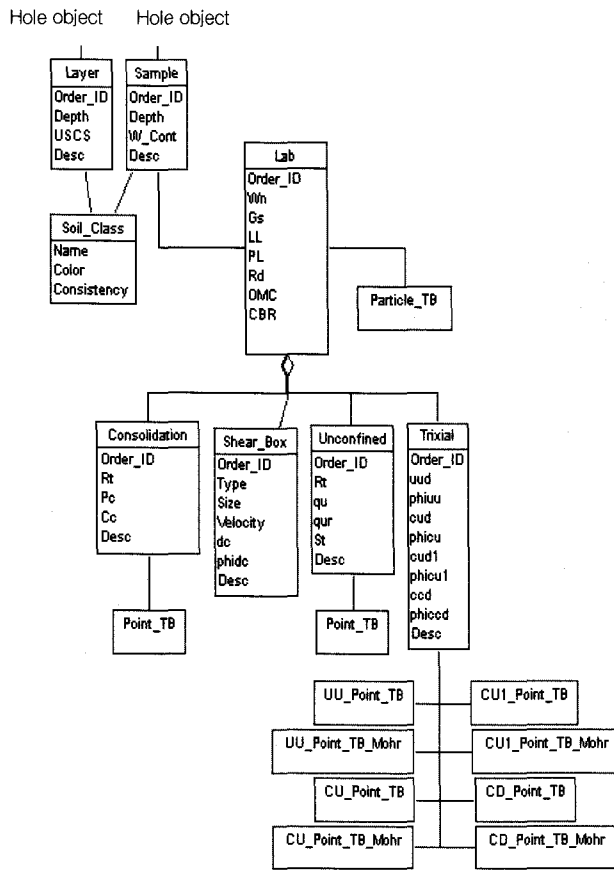 Hole object
Hole object
Layer
Order_ID
Depth
USCS
Desc
Sample
Order_ID
Depth
W_Cont
Desc
Soil_Class
Name
Color
Consistency
Lab
Order_ID
Wn
Gs
LL
PL
Rd
OMC
CBR
Particle_TB
Consolidation
Order_ID
Rt
Pc
Cc
Desc
Point_TB
Shear_Box
Order_ID
Type
Size
Velocity
dc
phidc
Desc
Unconfined
Order_ID
Rt
qu
qur
St
Desc
Point_TB
Trixial
Order_ID
uud
phiuu
cud
phicu
cud1
phicu1
ccd
phiccd
Desc
UU_Point_TB
CU1_Point_TB
UU_Point_TB_Mohr
CU1_Point_TB_Mohr
CU_Point_TB
CD_Point_TB
CU_Point_TB_Mohr
CD_Point_TB_Mohr